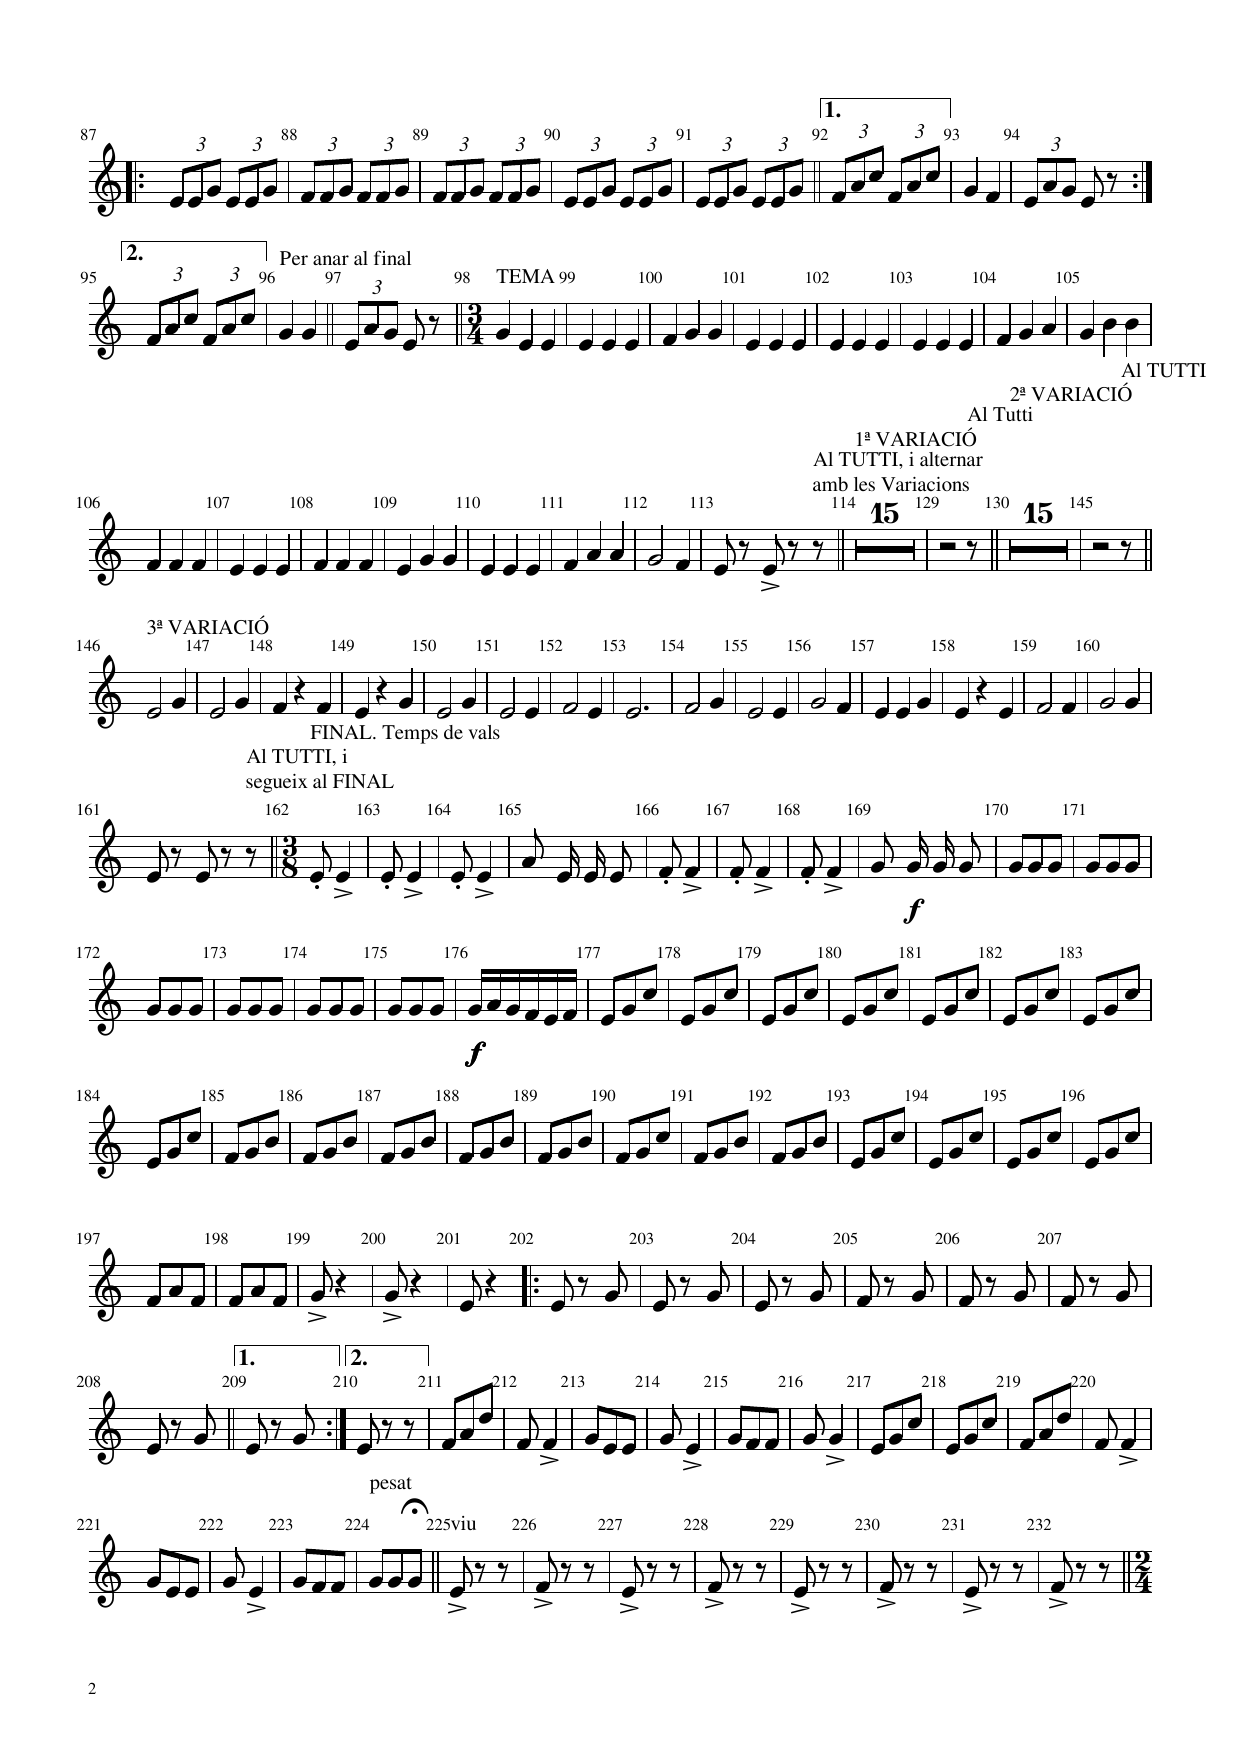 1.
87 3 3 88 3 3 89 3 3 90 3 3 91 3 3 92 3 3 93 94 3
2.
Per anar al final
95 3 3 96 97 3 98 TEMA 99 100 101 102 103 104 105
3 4
Al TUTTI
2ª VARIACIÓ
Al Tutti
1ª VARIACIÓ
Al TUTTI, i alternar
amb les Variacions
106 107 108 109 110 111 112 113 114 15 129 130 15 145
3ª VARIACIÓ
146 147 148 149 150 151 152 153 154 155 156 157 158 159 160
FINAL. Temps de vals
Al TUTTI, i
segueix al FINAL
161 162 163 164 165 166 167 168 169 170 171
3 8
f
172 173 174 175 176 177 178 179 180 181 182 183
f
184 185 186 187 188 189 190 191 192 193 194 195 196
197 198 199 200 201 202 203 204 205 206 207
1. 2.
208 209 210 211 212 213 214 215 216 217 218 219 220
pesat
221 222 223 224 225 viu 226 227 228 229 230 231 232
2 4
2